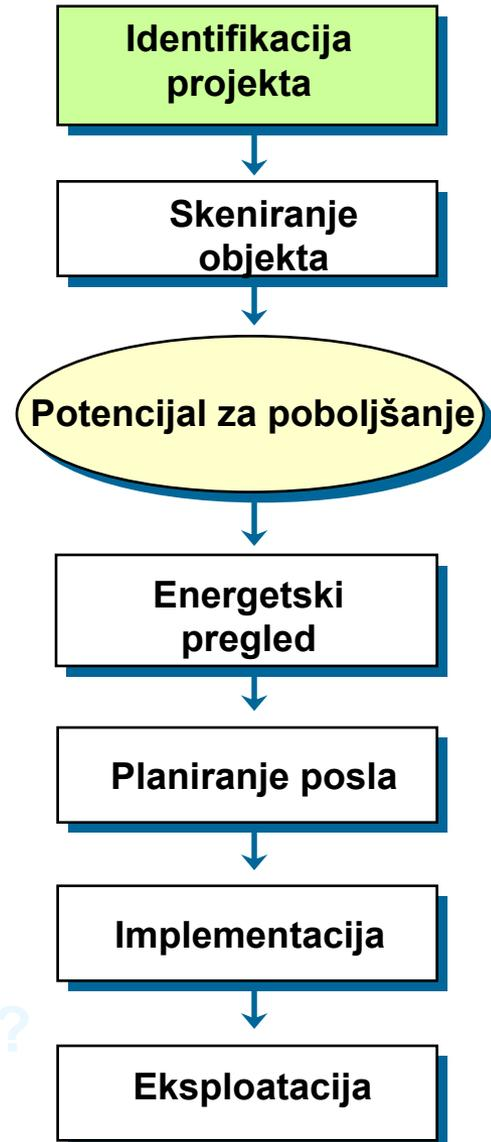 Identifikacija
projekta
Skeniranje
objekta
Potencijal za poboljšanje
Energetski
pregled
Planiranje posla
Implementacija
?
Eksploatacija